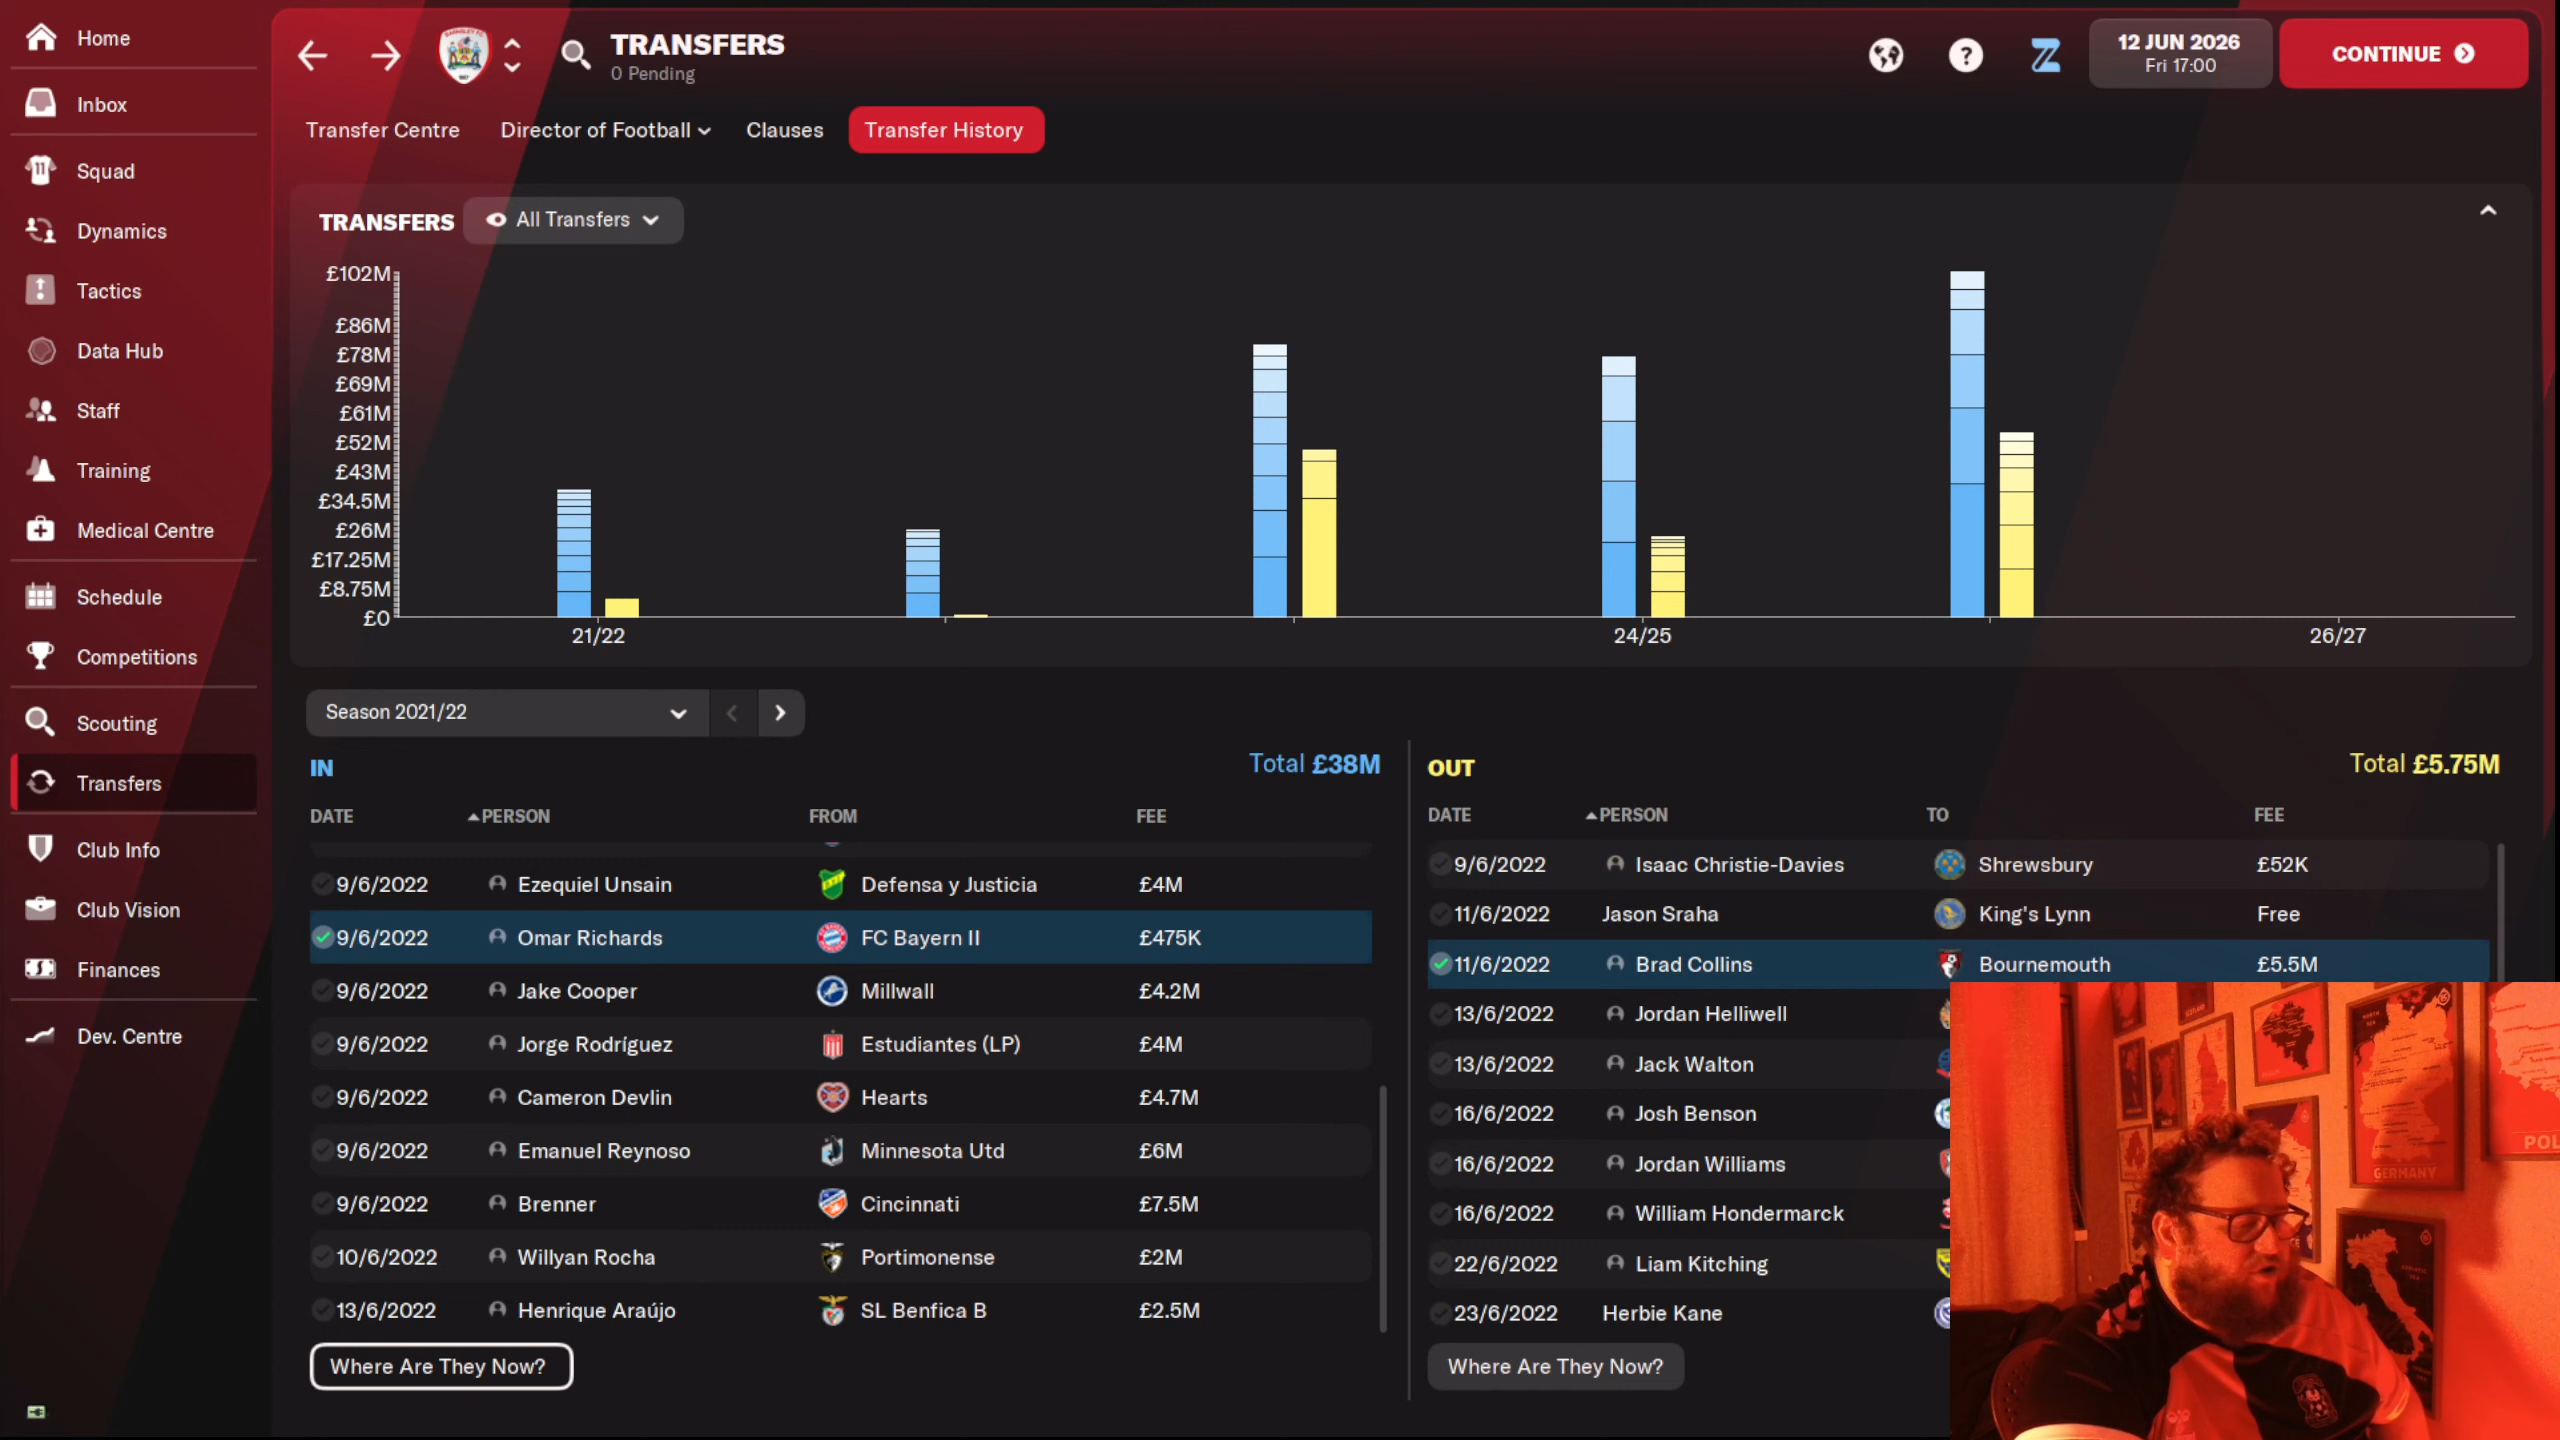 Home
Inbox
Squad
Dynamics
Tactics
Data Hub
Staff
Training
Medical Centre
Schedule
Competitions
Scouting
Transfers
Club Info
Club Vision
Finances
Dev. Centre
TRANSFERS
0 Pending
12 JUN 2026
Fri 17:00
CONTINUE
Transfer Centre Director of Football Clauses Transfer History
TRANSFERS All Transfers
£102M
£86M
£78M
£69M
£61M
£52M
£43M
£34.5M
£26M
£17.25M
£8.75M
£0
21/22 24/25 26/27
Season 2021/22
IN Total £38M
DATE PERSON FROM FEE
9/6/2022 Ezequiel Unsain Defensa y Justicia £4M
9/6/2022 Omar Richards FC Bayern II £475K
9/6/2022 Jake Cooper Millwall £4.2M
9/6/2022 Jorge Rodríguez Estudiantes (LP) £4M
9/6/2022 Cameron Devlin Hearts £4.7M
9/6/2022 Emanuel Reynoso Minnesota Utd £6M
9/6/2022 Brenner Cincinnati £7.5M
10/6/2022 Willyan Rocha Portimonense £2M
13/6/2022 Henrique Araújo SL Benfica B £2.5M
Where Are They Now?
OUT Total £5.75M
DATE PERSON TO FEE
9/6/2022 Isaac Christie-Davies Shrewsbury £52K
11/6/2022 Jason Sraha King's Lynn Free
11/6/2022 Brad Collins Bournemouth £5.5M
13/6/2022 Jordan Helliwell
13/6/2022 Jack Walton
16/6/2022 Josh Benson
16/6/2022 Jordan Williams
16/6/2022 William Hondermarck
22/6/2022 Liam Kitching
23/6/2022 Herbie Kane
Where Are They Now?
NORTH SEA
GERMANY
POL